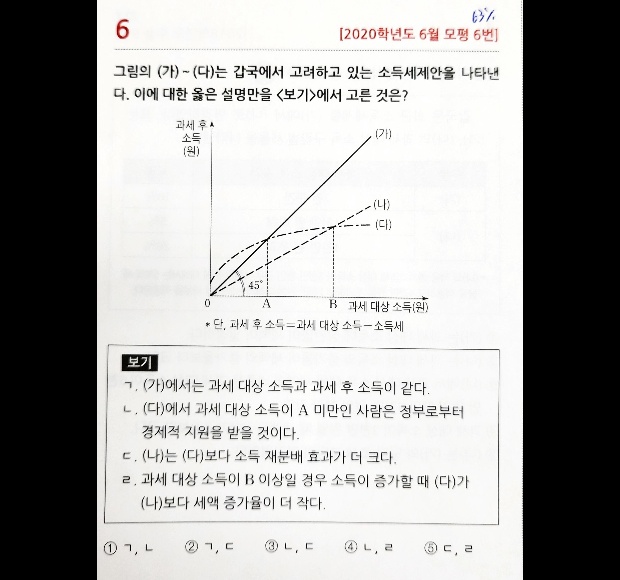 63%
6
[2020학년도 6월 모평 6번]
그림의 (가) ~ (다)는 갑국에서 고려하고 있는 소득세제안을 나타낸
다. 이에 대한 옳은 설명만을 <보기>에서 고른 것은?
과세 후
소득
(원)
(가)
(나)
(다)
45°
0
A
B
과세 대상 소득(원)
* 단, 과세 후 소득=과세 대상 소득-소득세
보기
ㄱ. (가)에서는 과세 대상 소득과 과세 후 소득이 같다.
ㄴ. (다)에서 과세 대상 소득이 A 미만인 사람은 정부로부터
경제적 지원을 받을 것이다.
ㄷ. (나)는 (다)보다 소득 재분배 효과가 더 크다.
ㄹ. 과세 대상 소득이 B 이상일 경우 소득이 증가할 때 (다)가
(나)보다 세액 증가율이 더 작다.
① ㄱ, ㄴ ② ㄱ, ㄷ ③ ㄴ, ㄷ ④ ㄴ, ㄹ ⑤ ㄷ, ㄹ